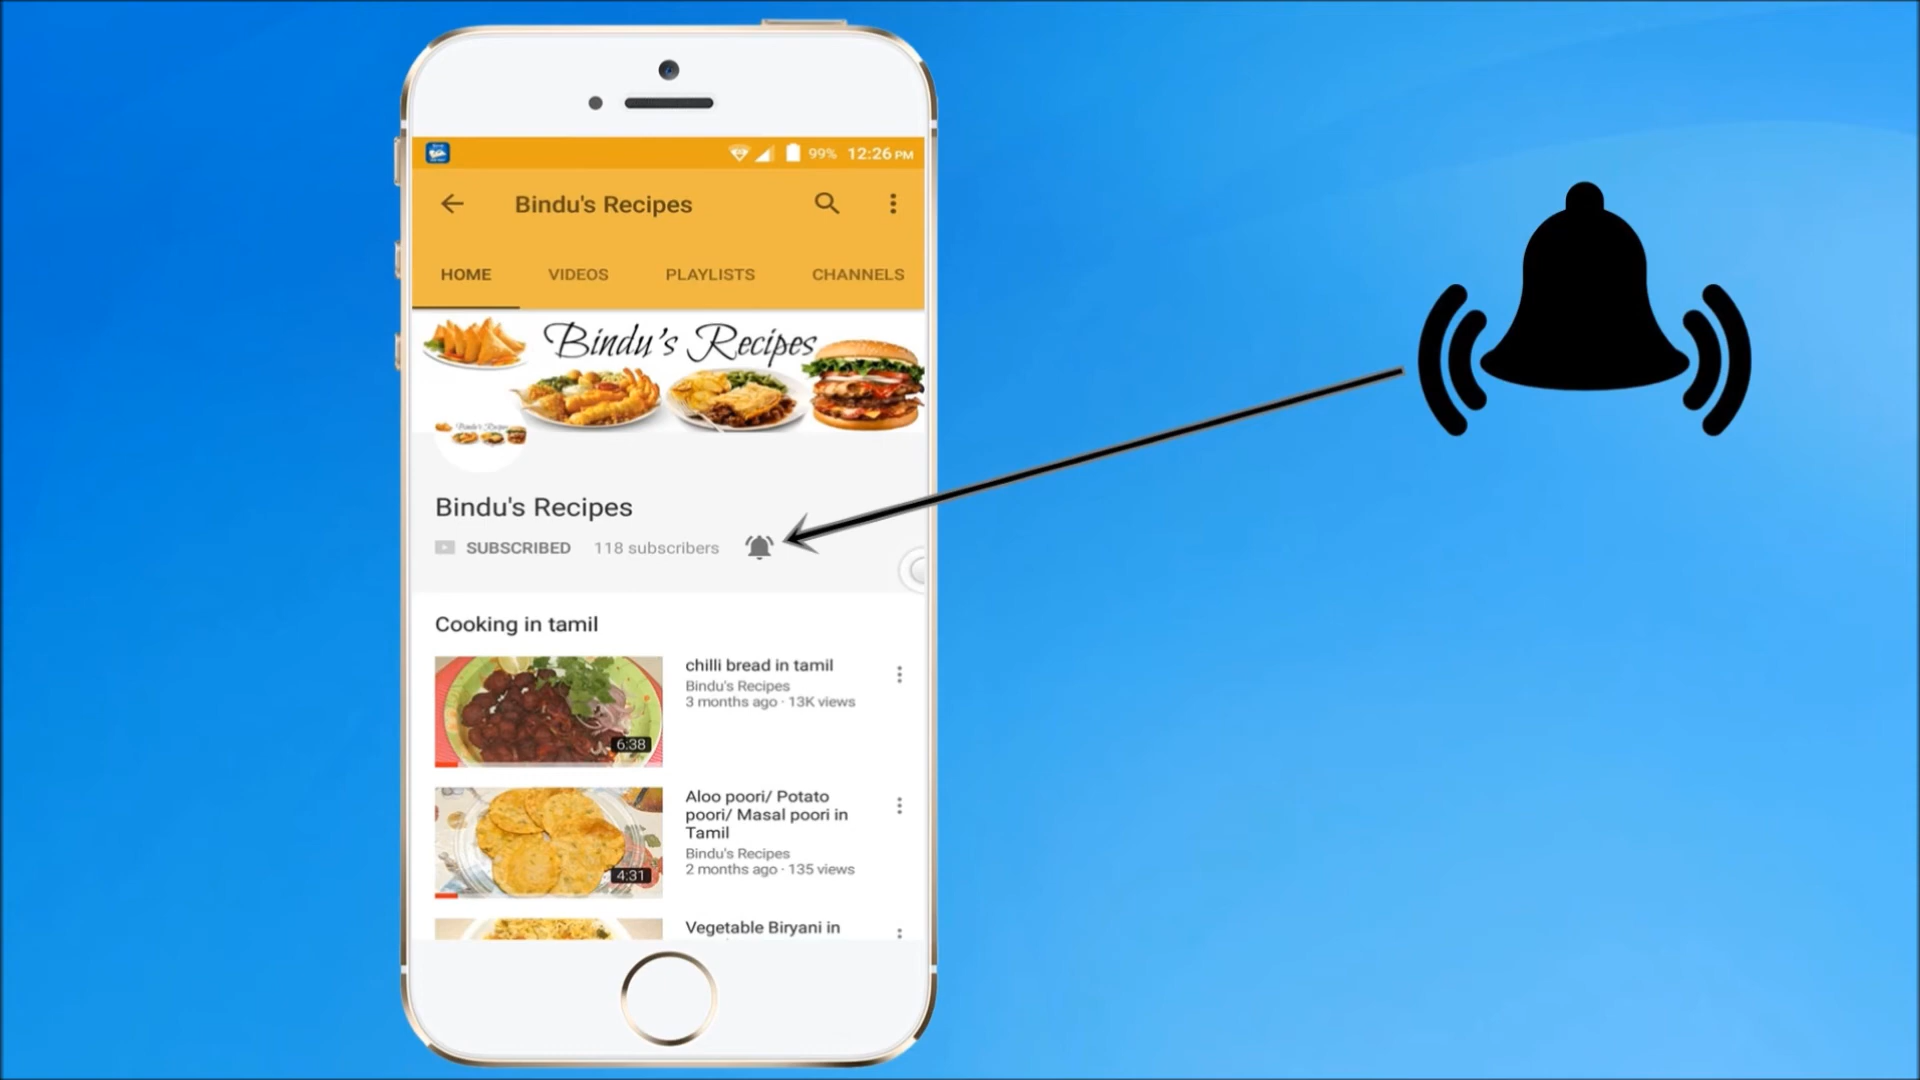 99% 12:26 PM
Bindu's Recipes
HOME VIDEOS PLAYLISTS CHANNELS
Bindu's Recipes
Bindu's Recipes
Bindu's Recipes
SUBSCRIBED 118 subscribers
Cooking in tamil
chilli bread in tamil
Bindu's Recipes
3 months ago · 13K views
6:38
Aloo poori/ Potato
poori/ Masal poori in
Tamil
Bindu's Recipes
2 months ago · 135 views
4:31
Vegetable Biryani in